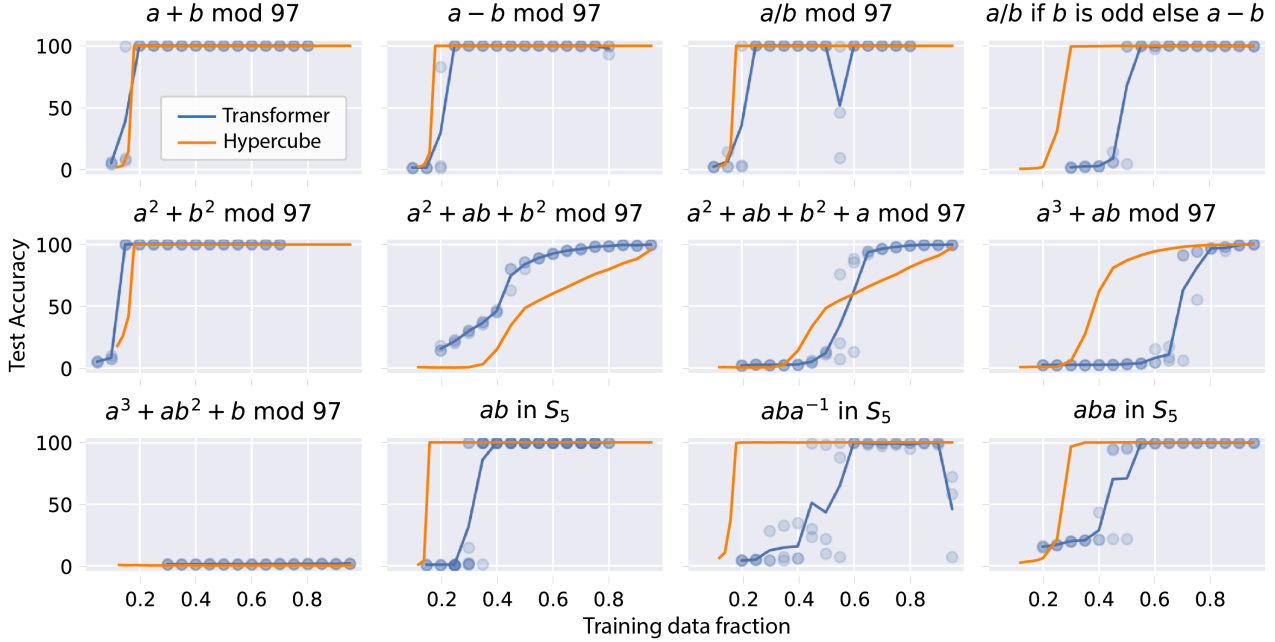 a + b mod 97
a − b mod 97
a/b mod 97
a/b if b is odd else a − b
100
50
0
Transformer
Hypercube
a² + b² mod 97
a² + ab + b² mod 97
a² + ab + b² + a mod 97
a³ + ab mod 97
100
50
0
Test Accuracy
a³ + ab² + b mod 97
ab in S₅
aba⁻¹ in S₅
aba in S₅
100
50
0
0.2 0.4 0.6 0.8
0.2 0.4 0.6 0.8
0.2 0.4 0.6 0.8
0.2 0.4 0.6 0.8
Training data fraction